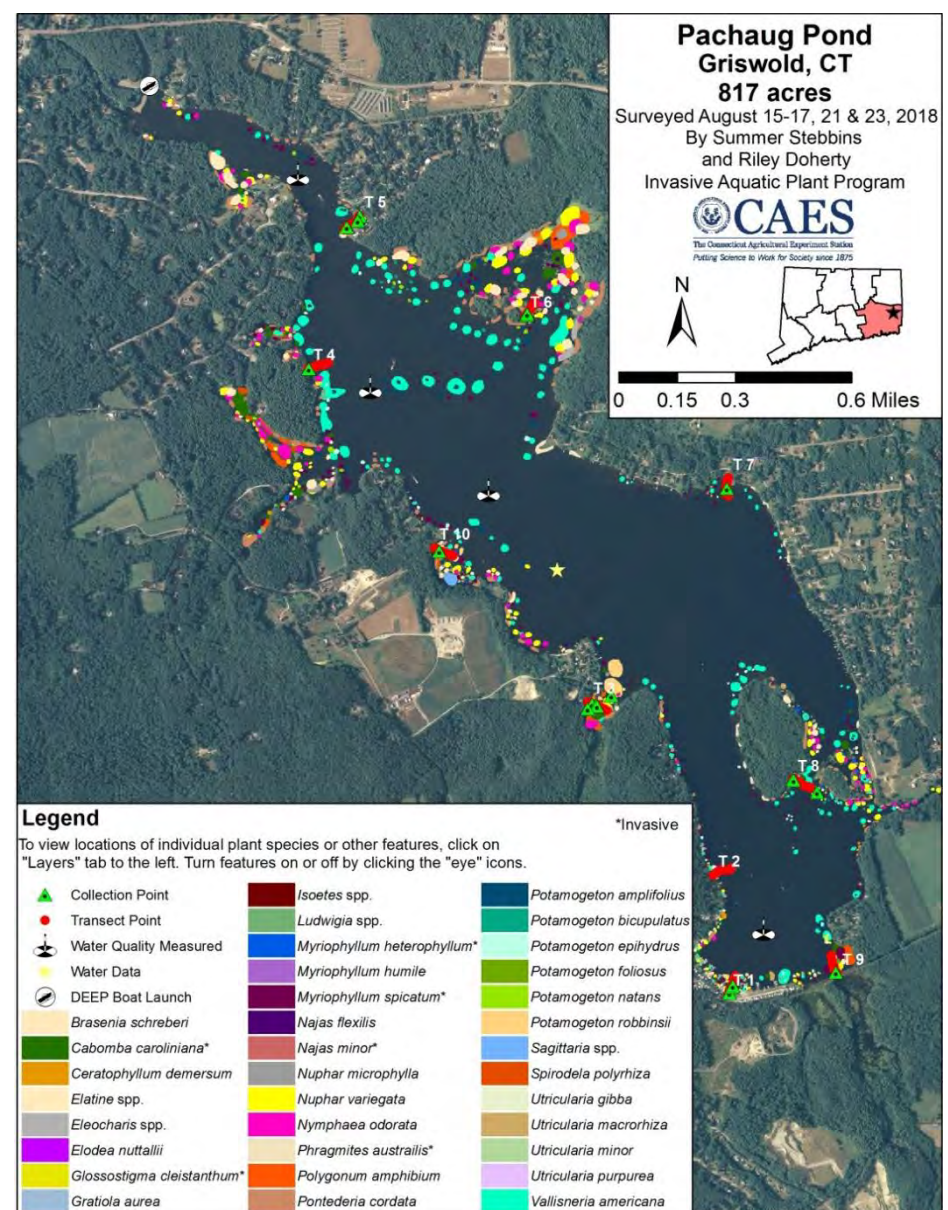 Pachaug Pond
Griswold, CT
817 acres
Surveyed August 15-17, 21 & 23, 2018
By Summer Stebbins
and Riley Doherty
Invasive Aquatic Plant Program
CAES
The Connecticut Agricultural Experiment Station
Putting Science to Work for Society since 1875
N
0 0.15 0.3 0.6 Miles
T 5
T 6
T 4
T 7
T 10
T
T 8
T 2
T 9
T 1
Legend
*Invasive
To view locations of individual plant species or other features, click on
"Layers" tab to the left. Turn features on or off by clicking the "eye" icons.
Collection Point
Transect Point
Water Quality Measured
Water Data
DEEP Boat Launch
Brasenia schreberi
Cabomba caroliniana*
Ceratophyllum demersum
Elatine spp.
Eleocharis spp.
Elodea nuttallii
Glossostigma cleistanthum*
Gratiola aurea
Isoetes spp.
Ludwigia spp.
Myriophyllum heterophyllum*
Myriophyllum humile
Myriophyllum spicatum*
Najas flexilis
Najas minor*
Nuphar microphylla
Nuphar variegata
Nymphaea odorata
Phragmites austrailis*
Polygonum amphibium
Pontederia cordata
Potamogeton amplifolius
Potamogeton bicupulatus
Potamogeton epihydrus
Potamogeton foliosus
Potamogeton natans
Potamogeton robbinsii
Sagittaria spp.
Spirodela polyrhiza
Utricularia gibba
Utricularia macrorhiza
Utricularia minor
Utricularia purpurea
Vallisneria americana